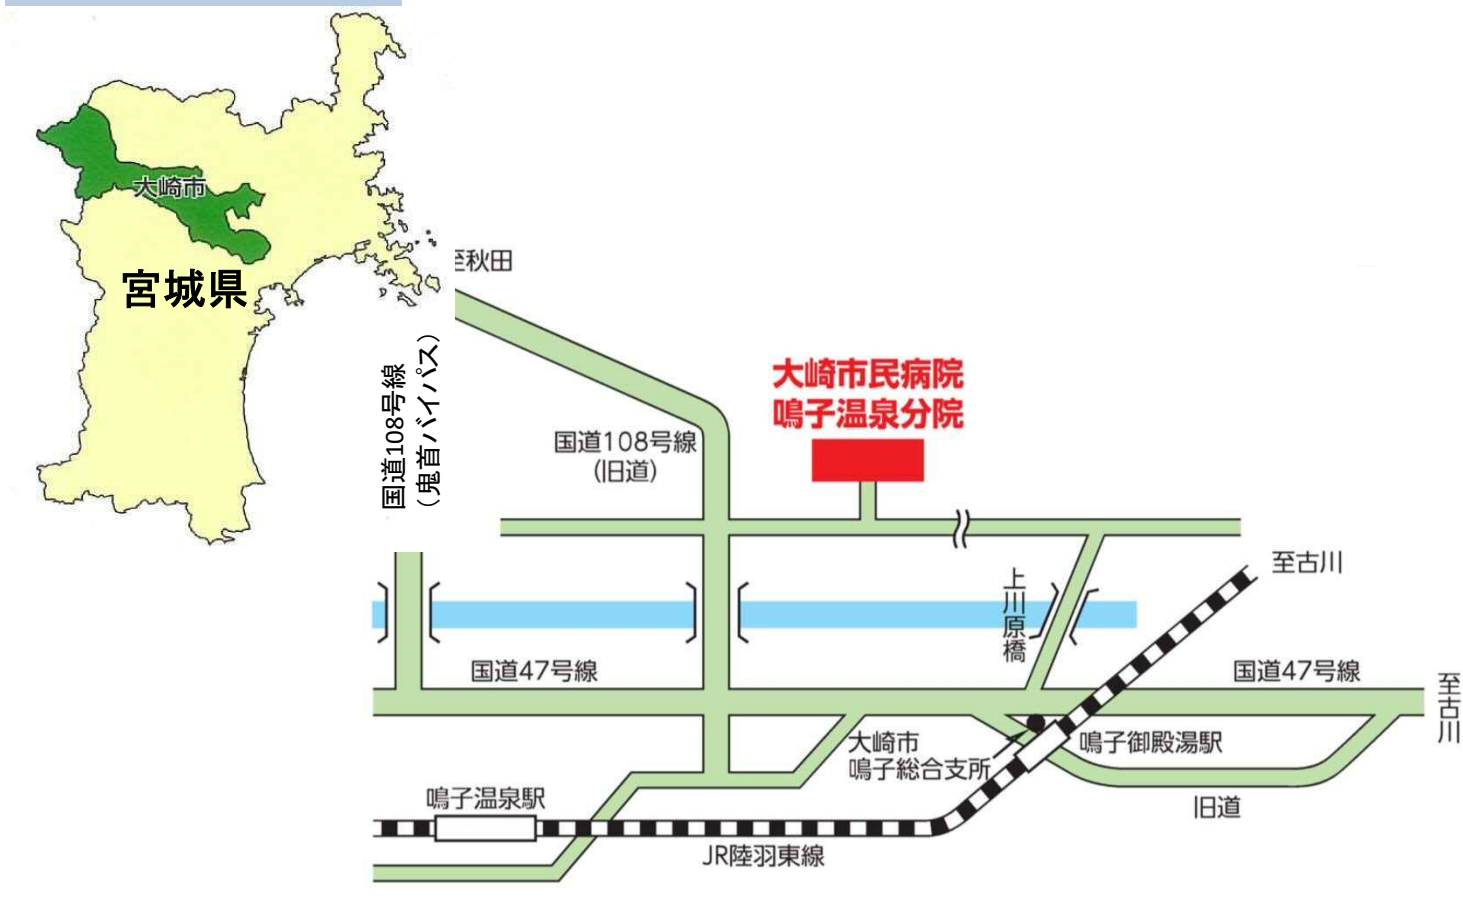 大崎市
宮城県
至秋田
国道108号線
（鬼首バイパス）
大崎市民病院
鳴子温泉分院
国道108号線
(旧道)
至古川
上川原橋
国道47号線
国道47号線
至古川
大崎市
鳴子総合支所
鳴子御殿湯駅
鳴子温泉駅
旧道
JR陸羽東線